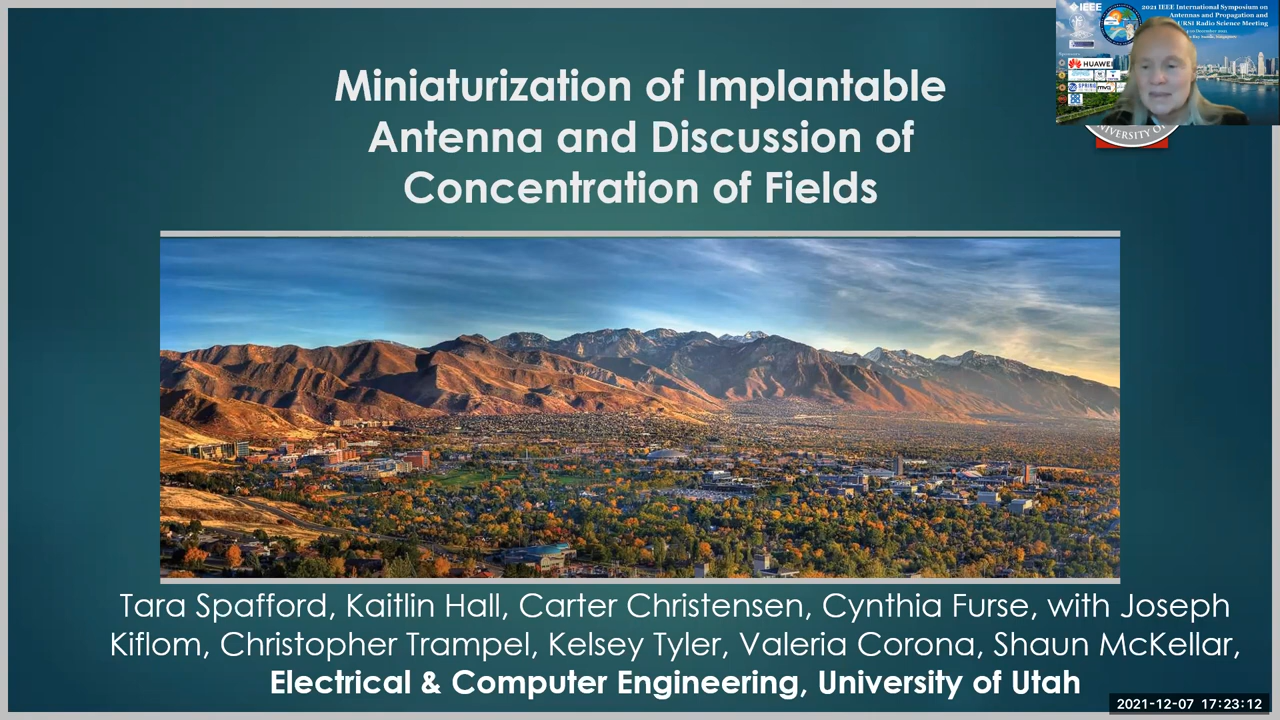 Miniaturization of Implantable
Antenna and Discussion of
Concentration of Fields
IEEE
2021 IEEE International Symposium on
Antennas and Propagation and
URSI Radio Science Meeting
HUAWEI
UNIVERSITY OF
Tara Spafford, Kaitlin Hall, Carter Christensen, Cynthia Furse, with Joseph
Kiflom, Christopher Trampel, Kelsey Tyler, Valeria Corona, Shaun McKellar,
Electrical & Computer Engineering, University of Utah
2021-12-07 17:23:12